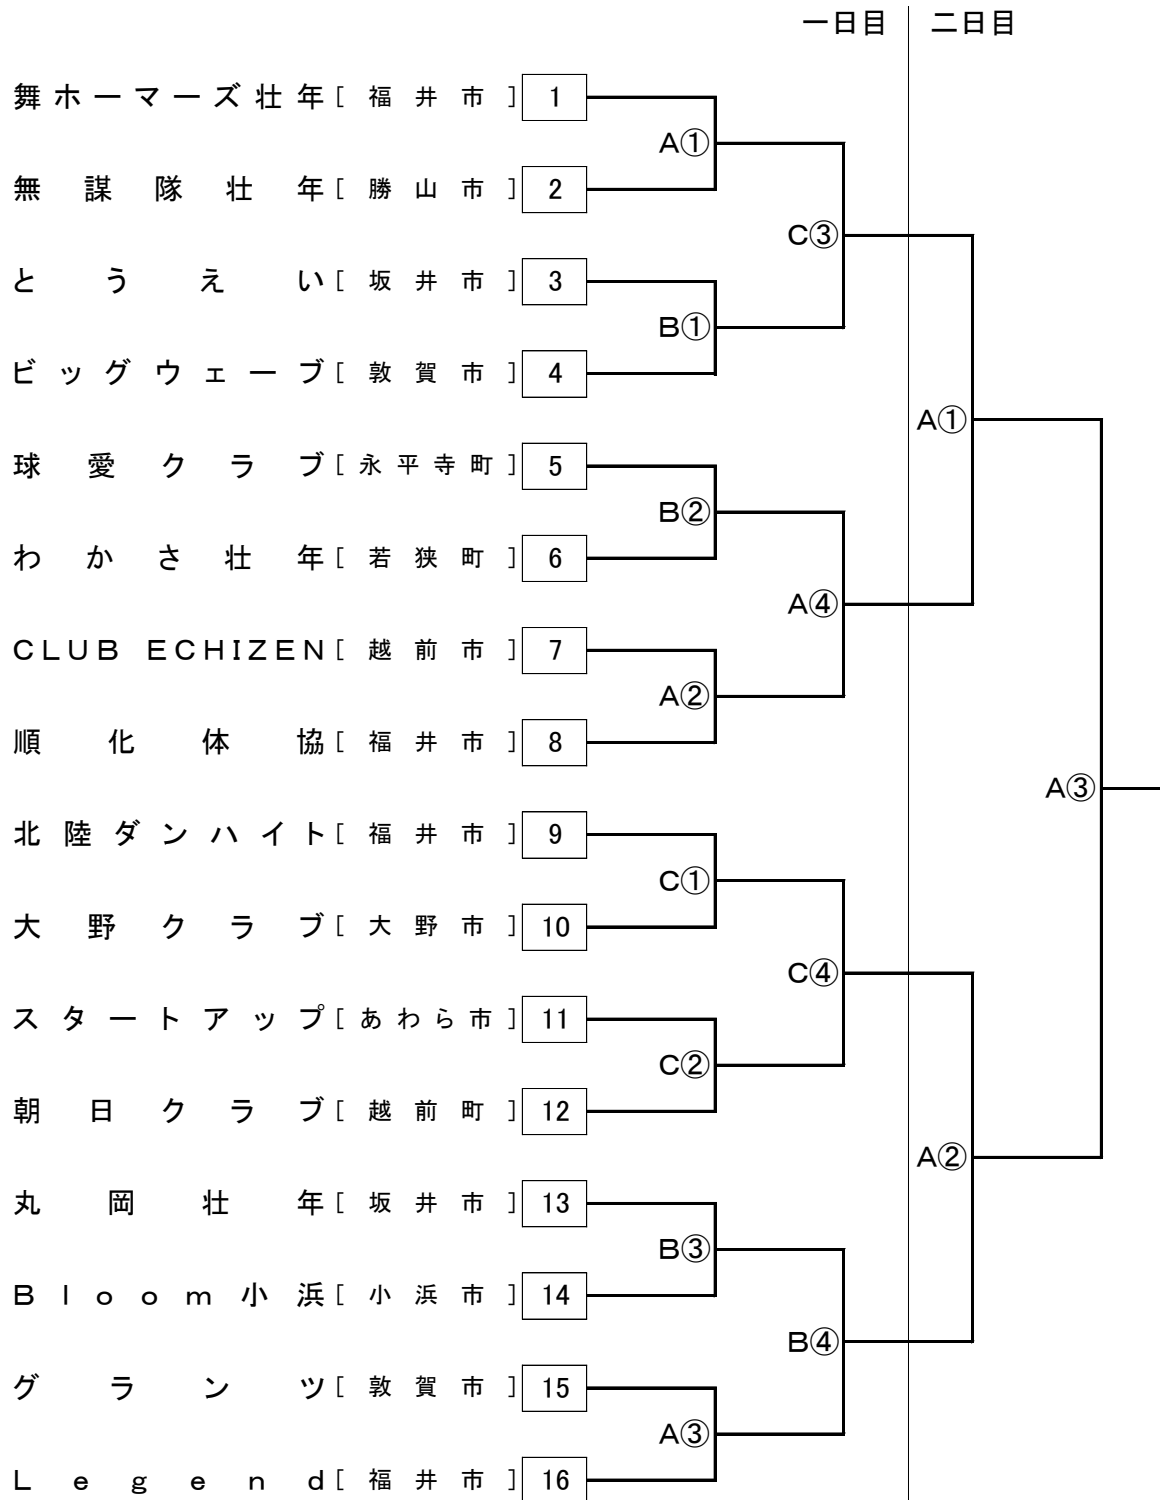 一日目 二日目
舞ホーマーズ壮年[福井市] 1
A①
無謀隊壮年[勝山市] 2
C③
とうえい[坂井市] 3
B①
ビッグウェーブ[敦賀市] 4
A①
球愛クラブ[永平寺町] 5
B②
わかさ壮年[若狭町] 6
A④
CLUB ECHIZEN[越前市] 7
A②
順化体協[福井市] 8
A③
北陸ダンハイト[福井市] 9
C①
大野クラブ[大野市] 10
C④
スタートアップ[あわら市] 11
C②
朝日クラブ[越前町] 12
A②
丸岡壮年[坂井市] 13
B③
Bloom小浜[小浜市] 14
B④
グランツ[敦賀市] 15
A③
Legend[福井市] 16